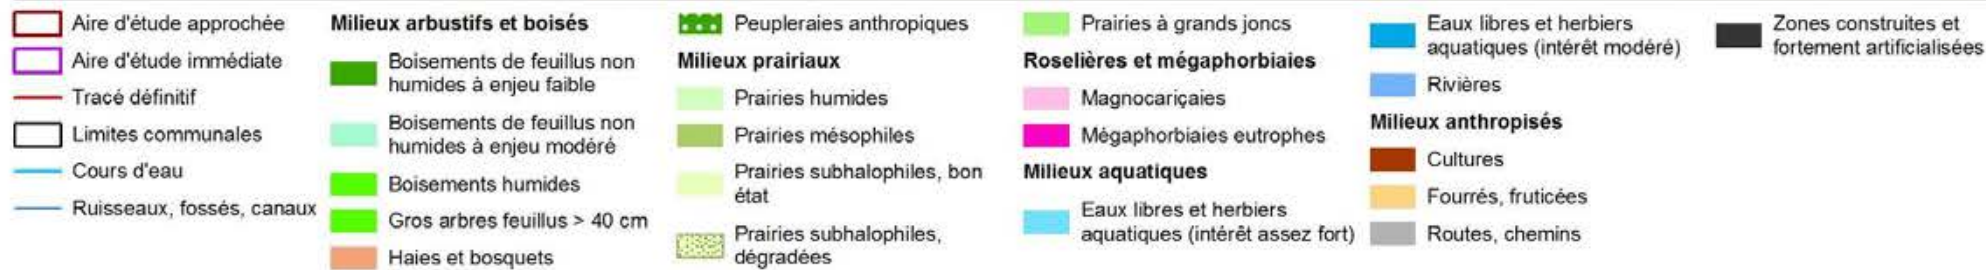 Aire d'étude approchée
Aire d'étude immédiate
Tracé définitif
Limites communales
Cours d'eau
Ruisseaux, fossés, canaux
Milieux arbustifs et boisés
Boisements de feuillus non
humides à enjeu faible
Boisements de feuillus non
humides à enjeu modéré
Boisements humides
Gros arbres feuillus > 40 cm
Haies et bosquets
Peupleraies anthropiques
Milieux prairiaux
Prairies humides
Prairies mésophiles
Prairies subhalophiles, bon
état
Prairies subhalophiles,
dégradées
Prairies à grands joncs
Roselières et mégaphorbiaies
Magnocariçaies
Mégaphorbiaies eutrophes
Milieux aquatiques
Eaux libres et herbiers
aquatiques (intérêt assez fort)
Eaux libres et herbiers
aquatiques (intérêt modéré)
Rivières
Milieux anthropisés
Cultures
Fourrés, fruticées
Routes, chemins
Zones construites et
fortement artificialisées